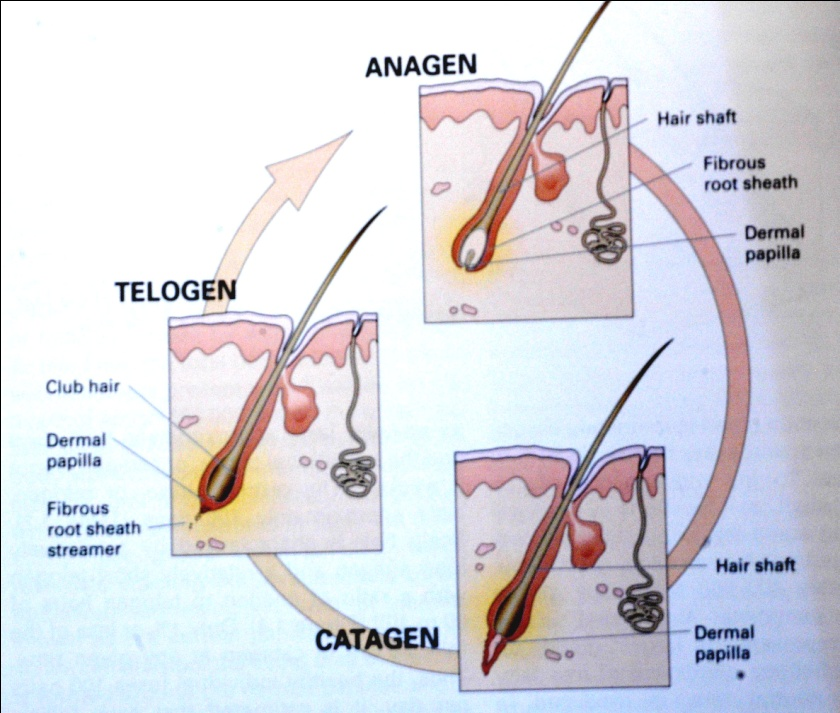 ANAGEN
Hair shaft
Fibrous
root sheath
Dermal
papilla
TELOGEN
Club hair
Dermal
papilla
Fibrous
root sheath
streamer
CATAGEN
Hair shaft
Dermal
papilla